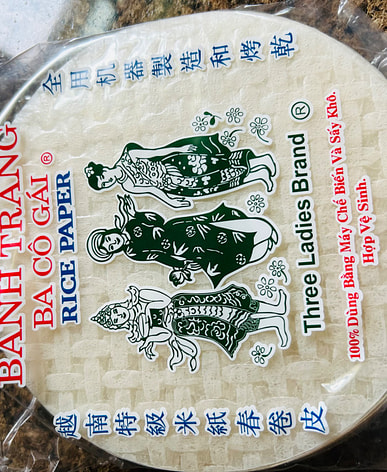 全用机器製造和烤乾
BÁNH TRÁNG
BA CÔ GÁI ®
RICE PAPER
Three Ladies Brand ®
100% Dùng Bằng Máy Chế Biến Và Sấy Khô.
Hợp Vệ Sinh.
越南特級米紙春卷皮